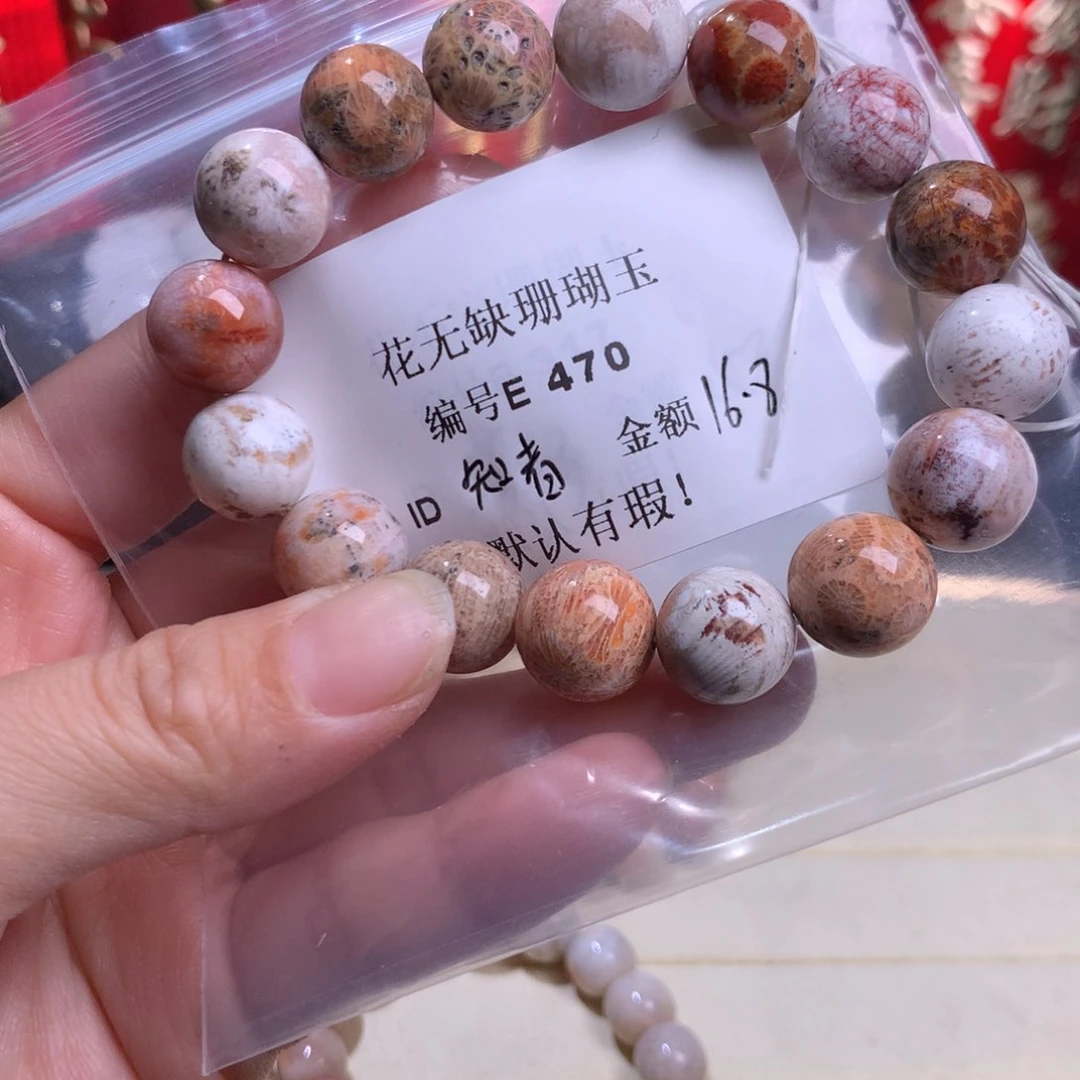 花无缺珊瑚玉
编号E 470
金额 16.8
ID
默认有瑕!